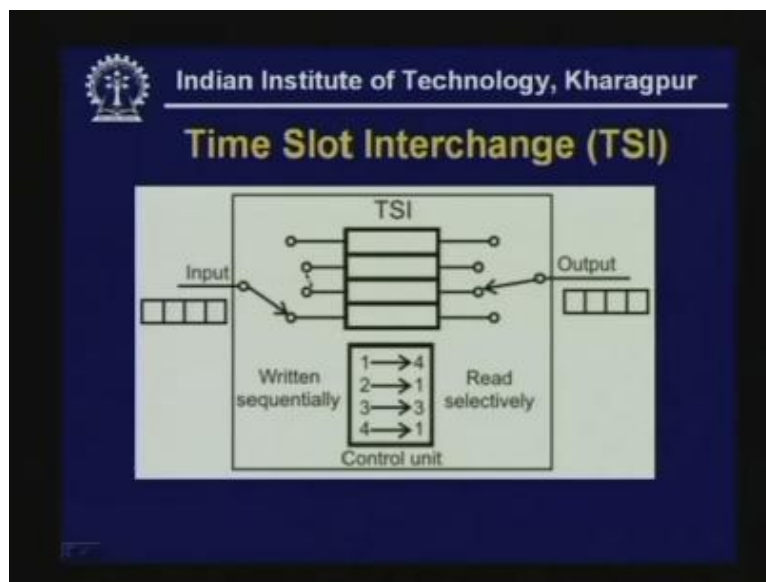 Indian Institute of Technology, Kharagpur
Time Slot Interchange (TSI)
TSI
Input
Output
Written
sequentially
1→4
2→1
3→3
4→1
Read
selectively
Control unit